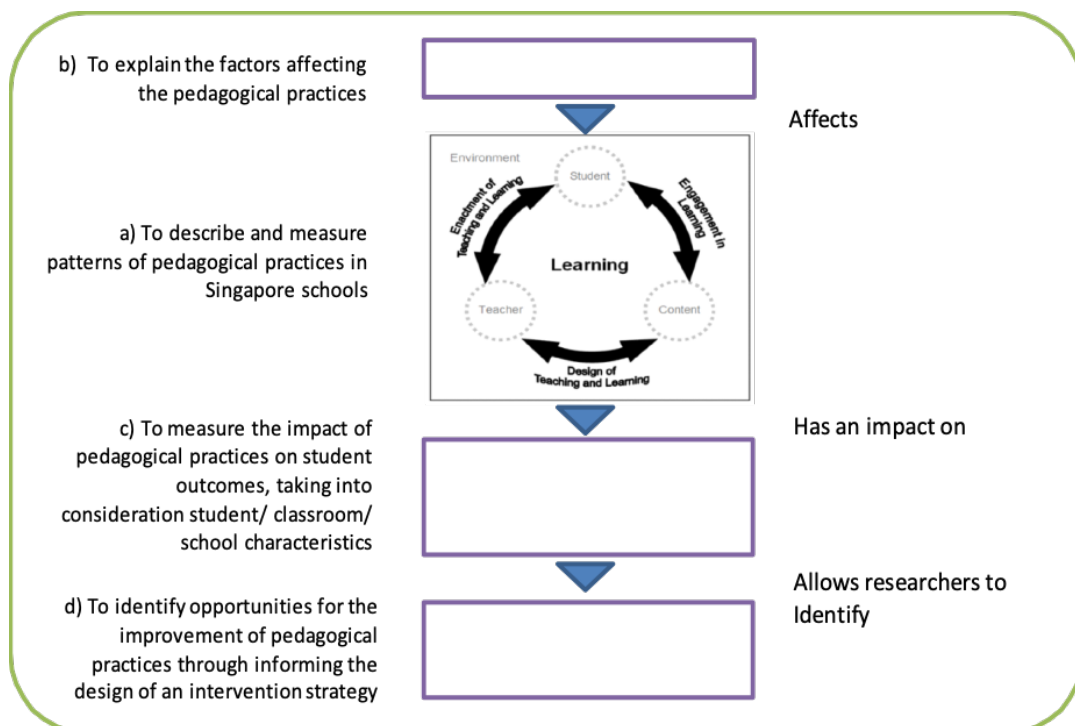 b) To explain the factors affecting
the pedagogical practices
Affects
Environment
Student
Enactment of
Teaching and Learning
Engagement in
Learning
Learning
Teacher
Content
Design of
Teaching and Learning
a) To describe and measure
patterns of pedagogical practices in
Singapore schools
Has an impact on
c) To measure the impact of
pedagogical practices on student
outcomes, taking into
consideration student/ classroom/
school characteristics
Allows researchers to
Identify
d) To identify opportunities for the
improvement of pedagogical
practices through informing the
design of an intervention strategy